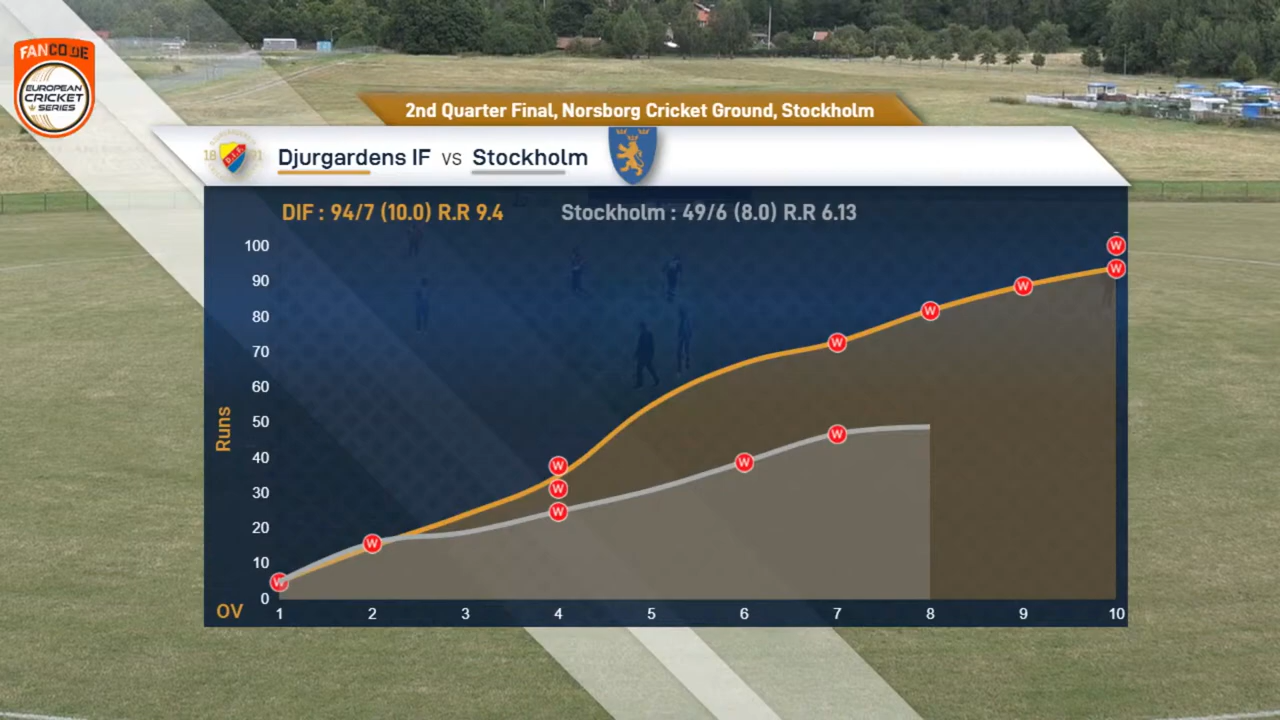 FANCODE
EUROPEAN
CRICKET
SERIES
2nd Quarter Final, Norsborg Cricket Ground, Stockholm
1891
D.I.F.
Djurgardens IF vs Stockholm
DIF : 94/7 (10.0) R.R 9.4
Stockholm : 49/6 (8.0) R.R 6.13
100
90
80
70
60
50
40
30
20
10
0
Runs
OV
1 2 3 4 5 6 7 8 9 10
W
W
W
W
W
W
W
W
W
W
W
W
W